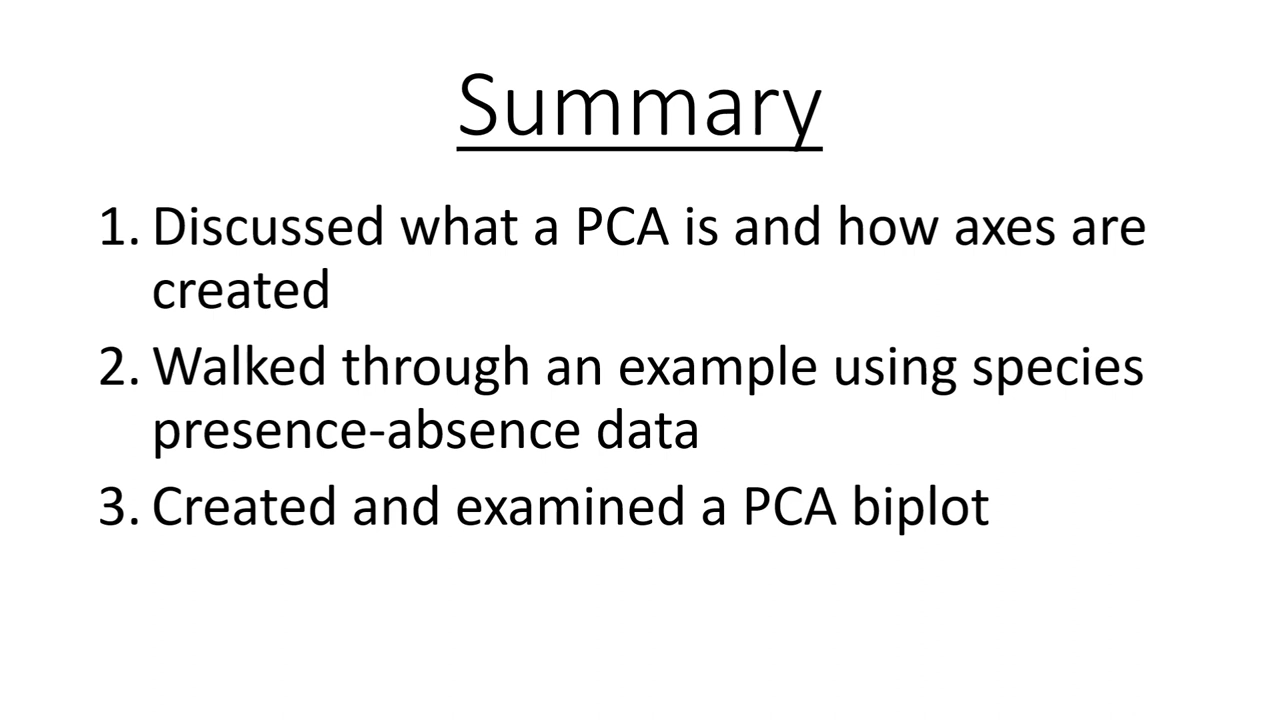 Summary
1. Discussed what a PCA is and how axes are
created
2. Walked through an example using species
presence-absence data
3. Created and examined a PCA biplot